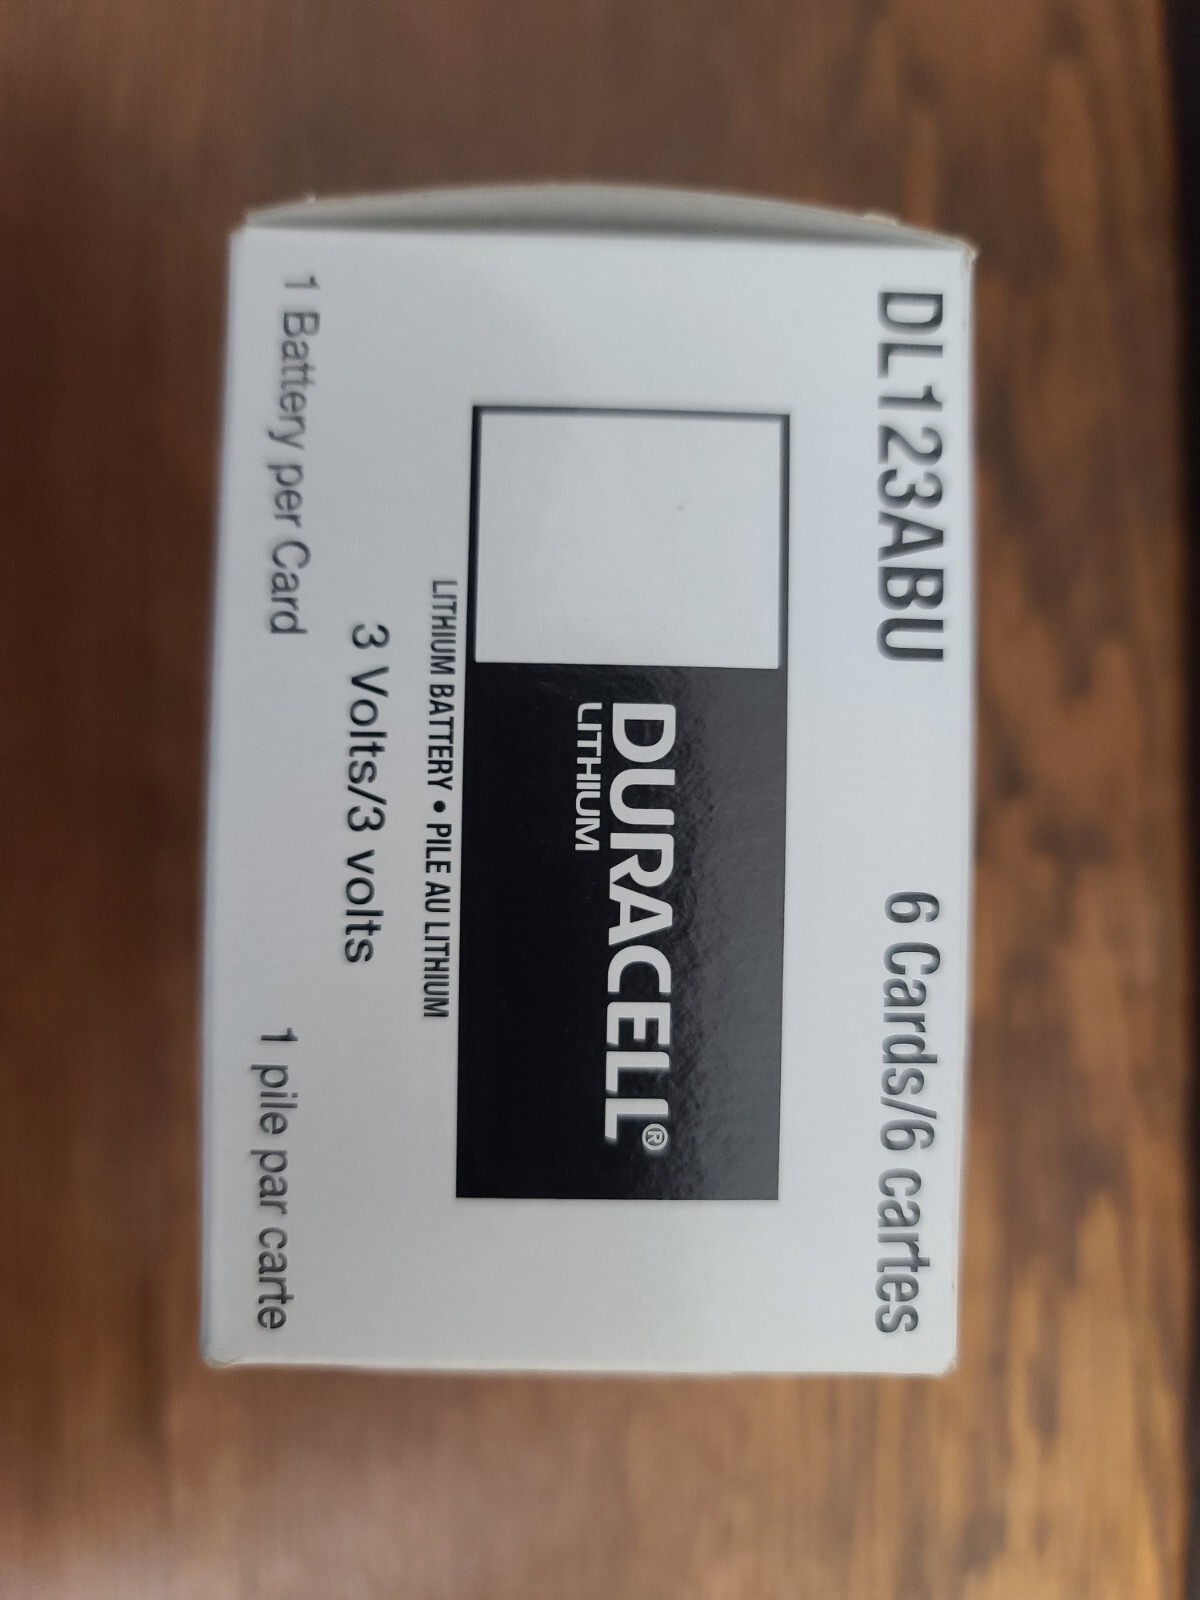 DL123ABU 6 Cards/6 cartes
DURACELL®
LITHIUM
LITHIUM BATTERY • PILE AU LITHIUM
3 Volts/3 volts
1 Battery per Card 1 pile par carte